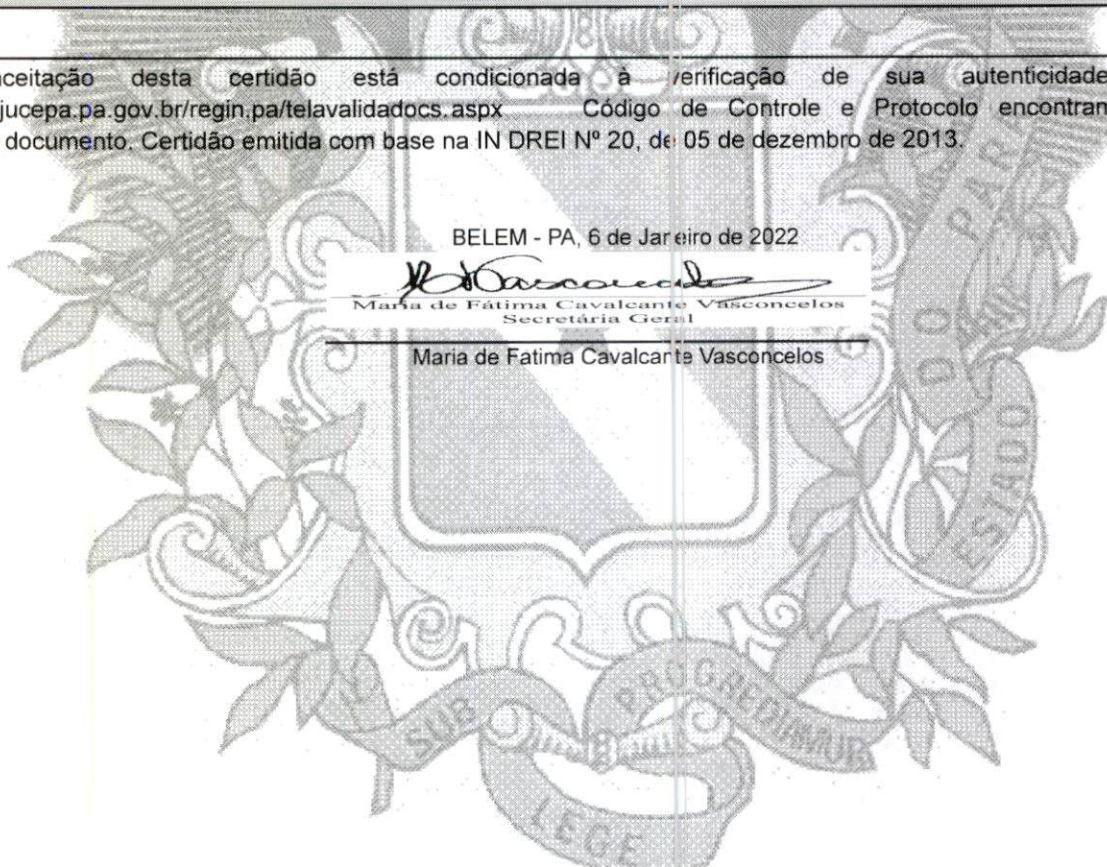 aceitação desta certidão está condicionada à verificação de sua autenticidade
jucepa.pa.gov.br/regin.pa/telavalidadocs.aspx Código de Controle e Protocolo encontram
documento. Certidão emitida com base na IN DREI Nº 20, de 05 de dezembro de 2013.
BELEM - PA, 6 de Janeiro de 2022
Maria de Fátima Cavalcante Vasconcelos
Secretária Geral
Maria de Fatima Cavalcante Vasconcelos
ESTADO DO PARÁ
SUB LEGE PROGREDIAMUR